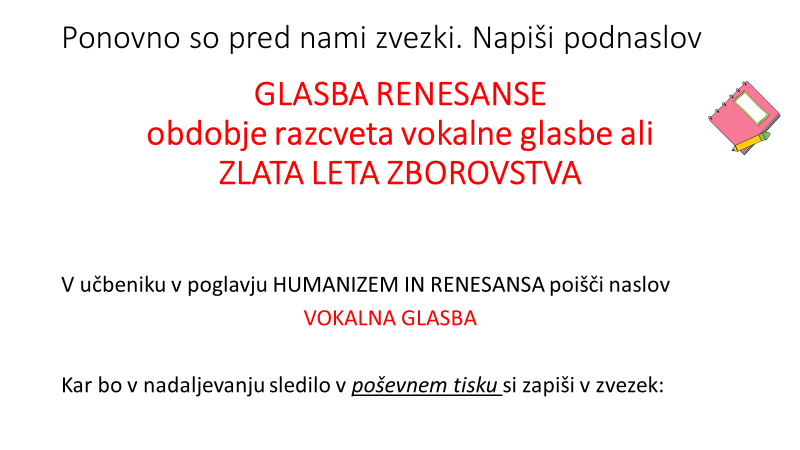 Ponovno so pred nami zvezki. Napiši podnaslov
GLASBA RENESANSE
obdobje razcveta vokalne glasbe ali
ZLATA LETA ZBOROVSTVA
V učbeniku v poglavju HUMANIZEM IN RENESANSA poišči naslov
VOKALNA GLASBA
Kar bo v nadaljevanju sledilo v poševnem tisku si zapiši v zvezek: